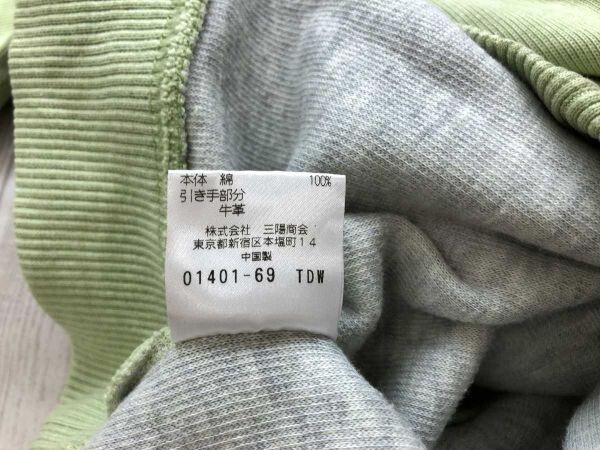 本体 綿 100%
引き手部分
牛革
株式会社 三陽商会
東京都新宿区本塩町14
中国製
01401-69 TDW